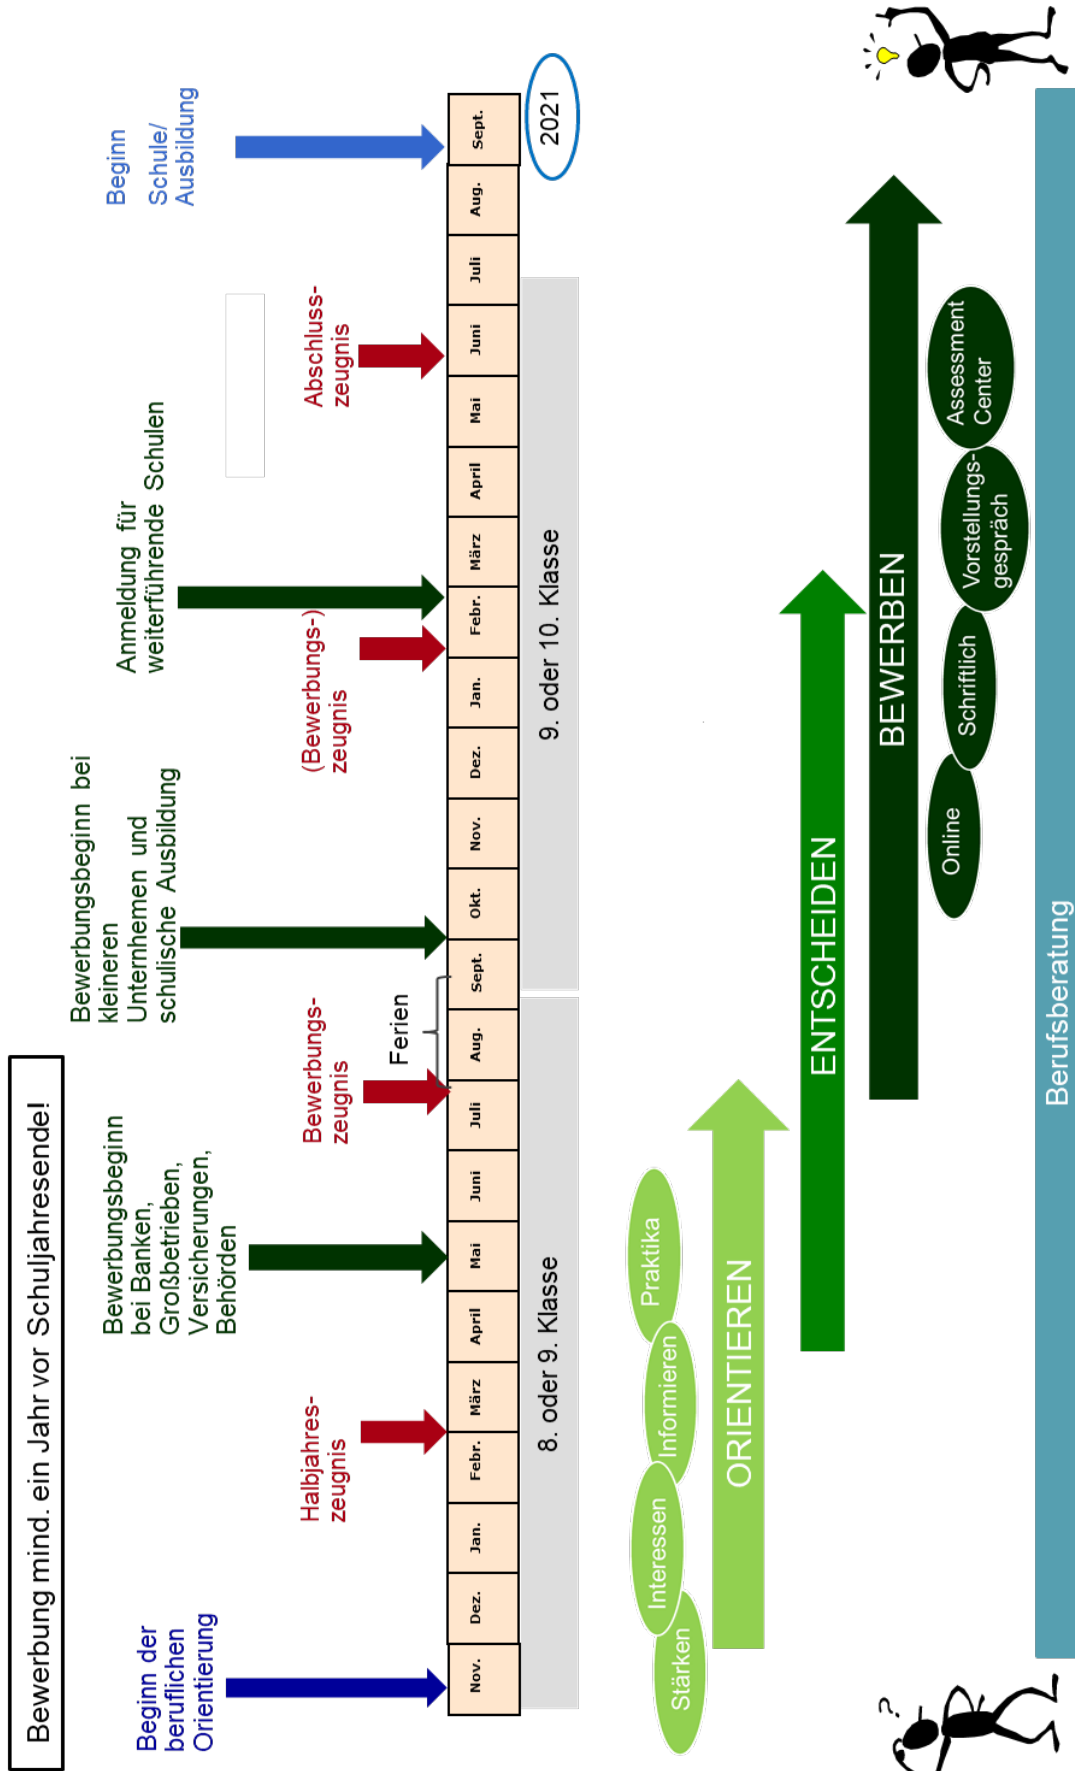 Bewerbung mind. ein Jahr vor Schuljahresende!
Beginn der
beruflichen
Orientierung
Halbjahres-
zeugnis
Bewerbungsbeginn
bei Banken,
Großbetrieben,
Versicherungen,
Behörden
Bewerbungs-
zeugnis
Ferien
Bewerbungsbeginn bei
kleineren
Unternhemen und
schulische Ausbildung
(Bewerbungs-)
zeugnis
Anmeldung für
weiterführende Schulen
Abschluss-
zeugnis
Beginn
Schule/
Ausbildung
Nov.
Dez.
Jan.
Febr.
März
April
Mai
Juni
Juli
Aug.
Sept.
Okt.
Nov.
Dez.
Jan.
Febr.
März
April
Mai
Juni
Juli
Aug.
Sept.
8. oder 9. Klasse
9. oder 10. Klasse
2021
Stärken
Interessen
Informieren
Praktika
ORIENTIEREN
ENTSCHEIDEN
BEWERBEN
Online
Schriftlich
Vorstellungs-
gespräch
Assessment
Center
?
Berufsberatung